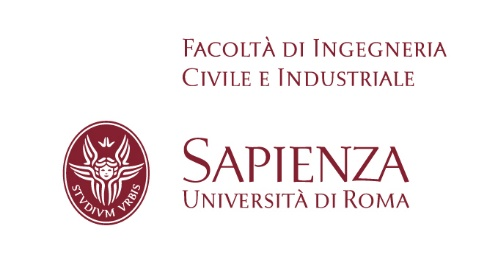 Facoltà di Ingegneria
Civile e Industriale
Sapienza
Università di Roma
STVDIVM VRBIS